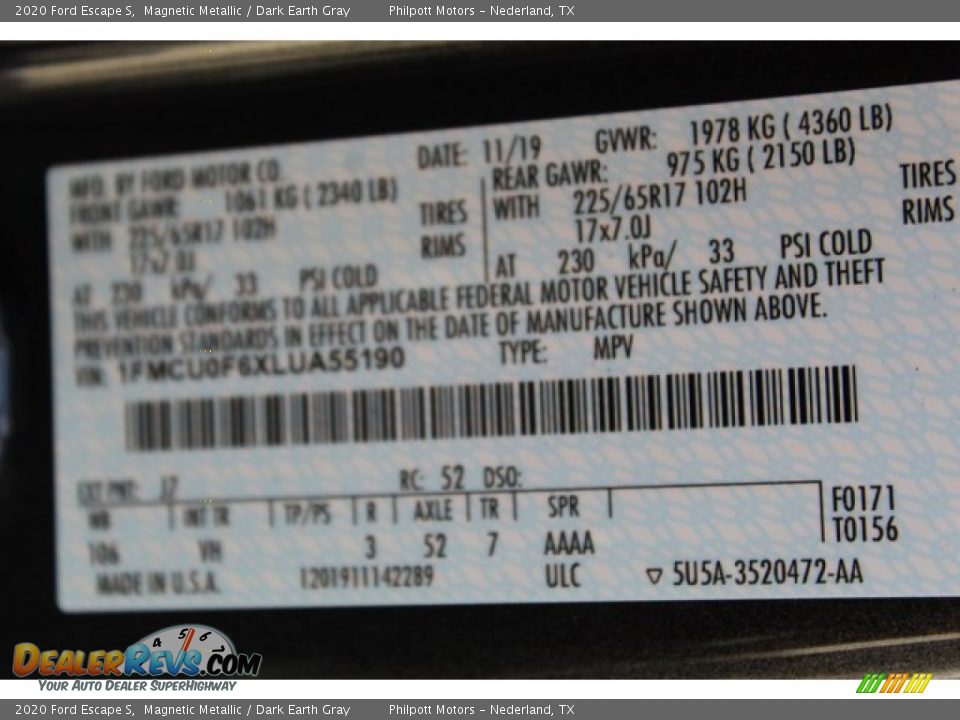 2020 Ford Escape S, Magnetic Metallic / Dark Earth Gray Philpott Motors – Nederland, TX
MFD. BY FORD MOTOR CO. DATE: 11/19 GVWR: 1978 KG ( 4360 LB)
FRONT GAWR: 1061 KG ( 2340 LB) REAR GAWR: 975 KG ( 2150 LB)
WITH 225/65R17 102H TIRES WITH 225/65R17 102H TIRES
17x7.0J RIMS 17x7.0J RIMS
AT 230 kPa/ 33 PSI COLD AT 230 kPa/ 33 PSI COLD
THIS VEHICLE CONFORMS TO ALL APPLICABLE FEDERAL MOTOR VEHICLE SAFETY AND THEFT
PREVENTION STANDARDS IN EFFECT ON THE DATE OF MANUFACTURE SHOWN ABOVE.
VIN: 1FMCU0F6XLUA55190 TYPE: MPV
EXT PNT: J7 RC: 52 DSO:
WB INT TR TP/PS R AXLE TR SPR F0171
T0156
106 VH 3 52 7 AAAA
MADE IN U.S.A. 1201911142289 ULC ▽ 5U5A-3520472-AA
4 5 6 7
DEALERREVS.COM
YOUR AUTO DEALER SUPERHIGHWAY
2020 Ford Escape S, Magnetic Metallic / Dark Earth Gray Philpott Motors – Nederland, TX